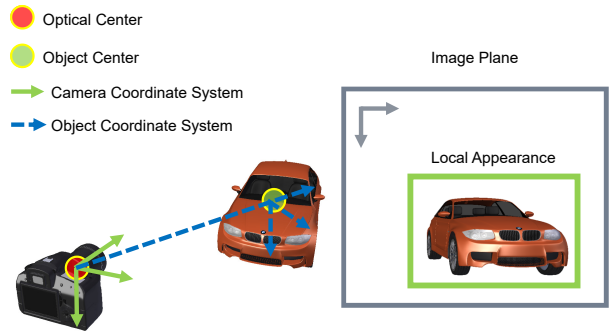 Optical Center
Object Center
Camera Coordinate System
Object Coordinate System
Image Plane
Local Appearance